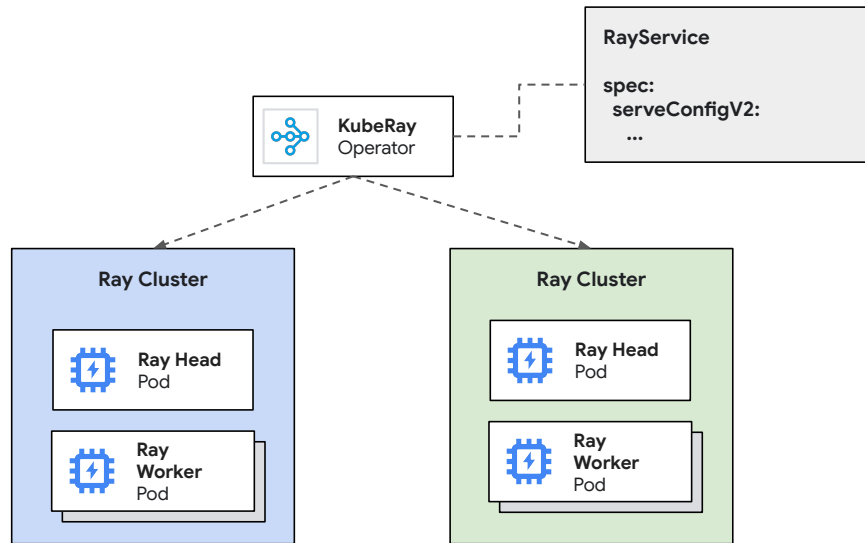 RayService
spec:
serveConfigV2:
...
KubeRay
Operator
Ray Cluster
Ray Head
Pod
Ray
Worker
Pod
Ray Cluster
Ray Head
Pod
Ray
Worker
Pod